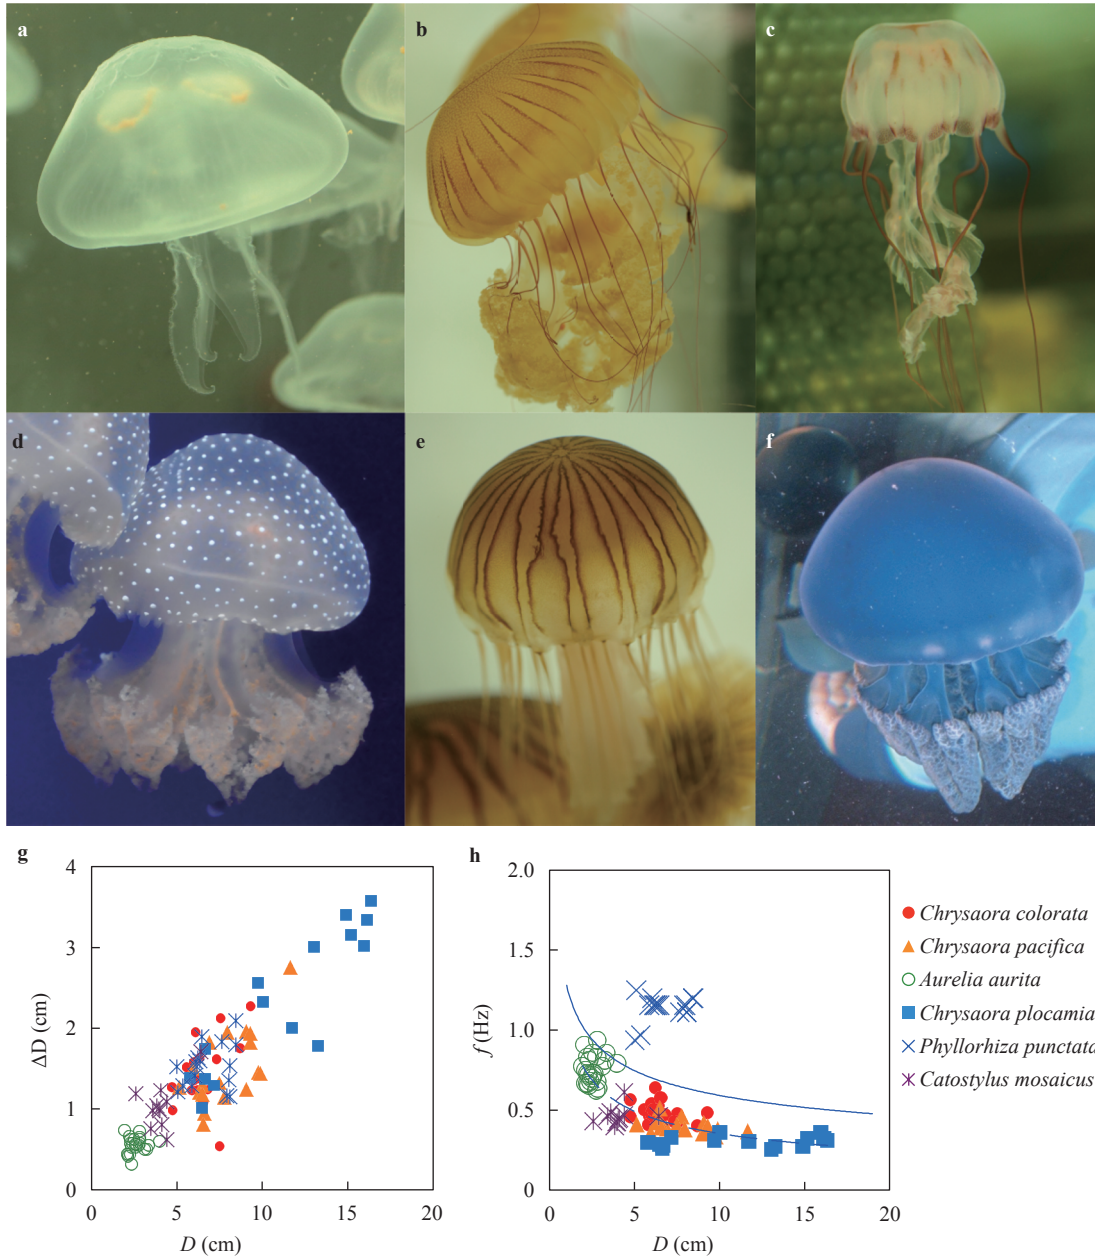 a
b
c
d
e
f
g
h
4
3
2
1
0
ΔD (cm)
0
5
10
15
20
D (cm)
2.0
1.5
1.0
0.5
0
f (Hz)
0
5
10
15
20
D (cm)
Chrysaora colorata
Chrysaora pacifica
Aurelia aurita
Chrysaora plocamia
Phyllorhiza punctata
Catostylus mosaicus